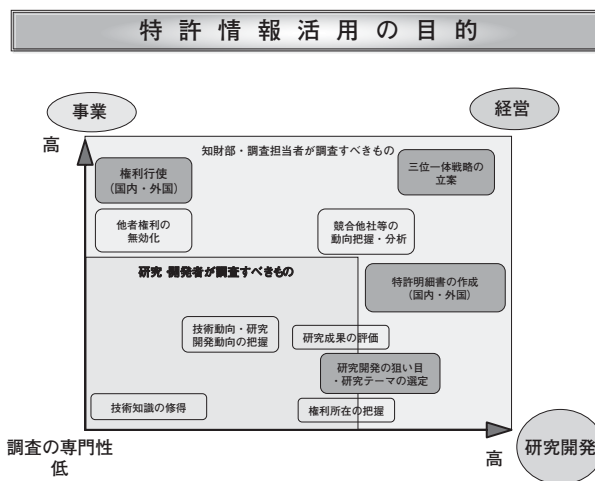 特許情報活用の目的
事業
経営
高
知財部・調査担当者が調査すべきもの
権利行使
(国内・外国)
三位一体戦略の
立案
他者権利の
無効化
競合他社等の
動向把握・分析
研究・開発者が調査すべきもの
特許明細書の作成
(国内・外国)
技術動向・研究
開発動向の把握
研究成果の評価
研究開発の狙い目
・研究テーマの選定
技術知識の修得
権利所在の把握
調査の専門性
低
高
研究開発